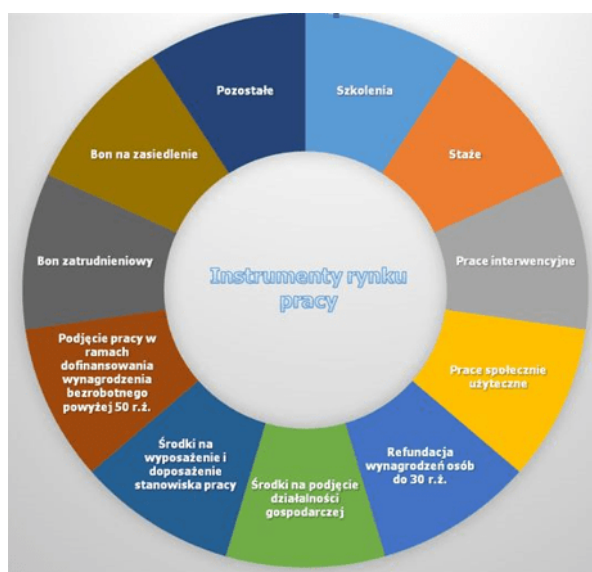 Instrumenty rynku
pracy
Szkolenia
Staże
Prace interwencyjne
Prace społecznie
użyteczne
Refundacja
wynagrodzeń osób
do 30 r.ż.
Środki na podjęcie
działalności
gospodarczej
Środki na
wyposażenie i
doposażenie
stanowiska pracy
Podjęcie pracy w
ramach
dofinansowania
wynagrodzenia
bezrobotnego
powyżej 50 r.ż.
Bon zatrudnieniowy
Bon na zasiedlenie
Pozostałe